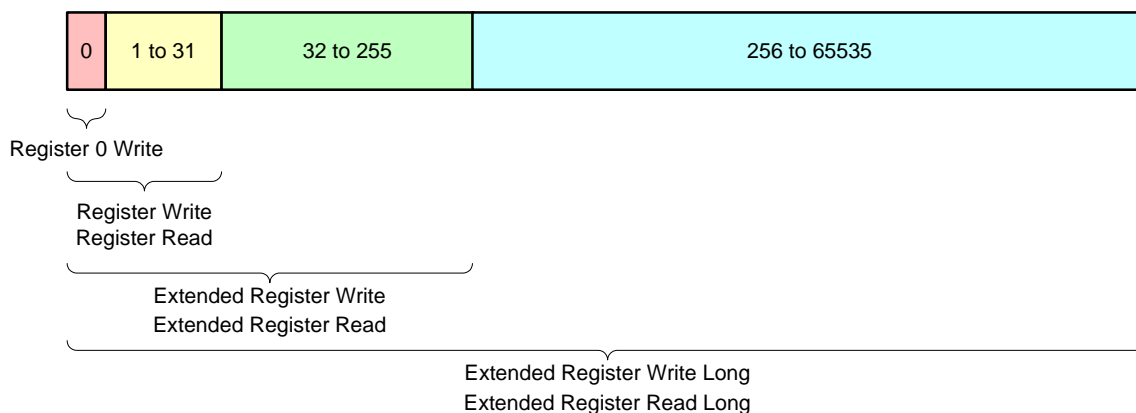 0
1 to 31
32 to 255
256 to 65535
Register 0 Write
Register Write
Register Read
Extended Register Write
Extended Register Read
Extended Register Write Long
Extended Register Read Long